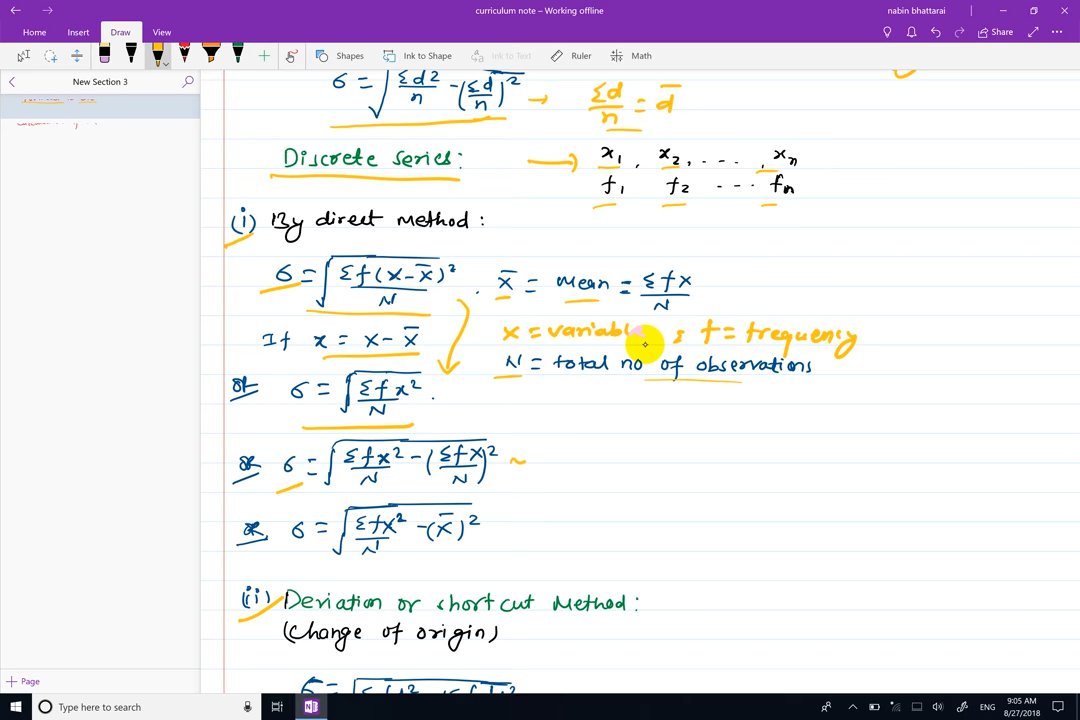 curriculum note – Working offline
nabin bhattarai
Home Insert Draw View
Share
Shapes Ink to Shape Ink to Text Ruler Math
New Section 3
σ = √(Σd²/n − (Σd/n)²) → Σd/n = d̅
Discrete series: → x₁, x₂, ..., xₙ
f₁ f₂ --- fₙ
(i) By direct method:
σ = √(Σf(x−x̅)²/N) . x̅ = mean = Σfx/N
If x = x−x̅ x = variabl ; f = frequency
N = total no of observations
or σ = √(Σfx²/N) .
or σ = √(Σfx²/N − (Σfx/N)²) ~
or σ = √(Σfx²/N − (x̅)²)
(ii) Deviation or shortcut Method:
(change of origin)
Page
Type here to search
ENG
9:05 AM
8/27/2018